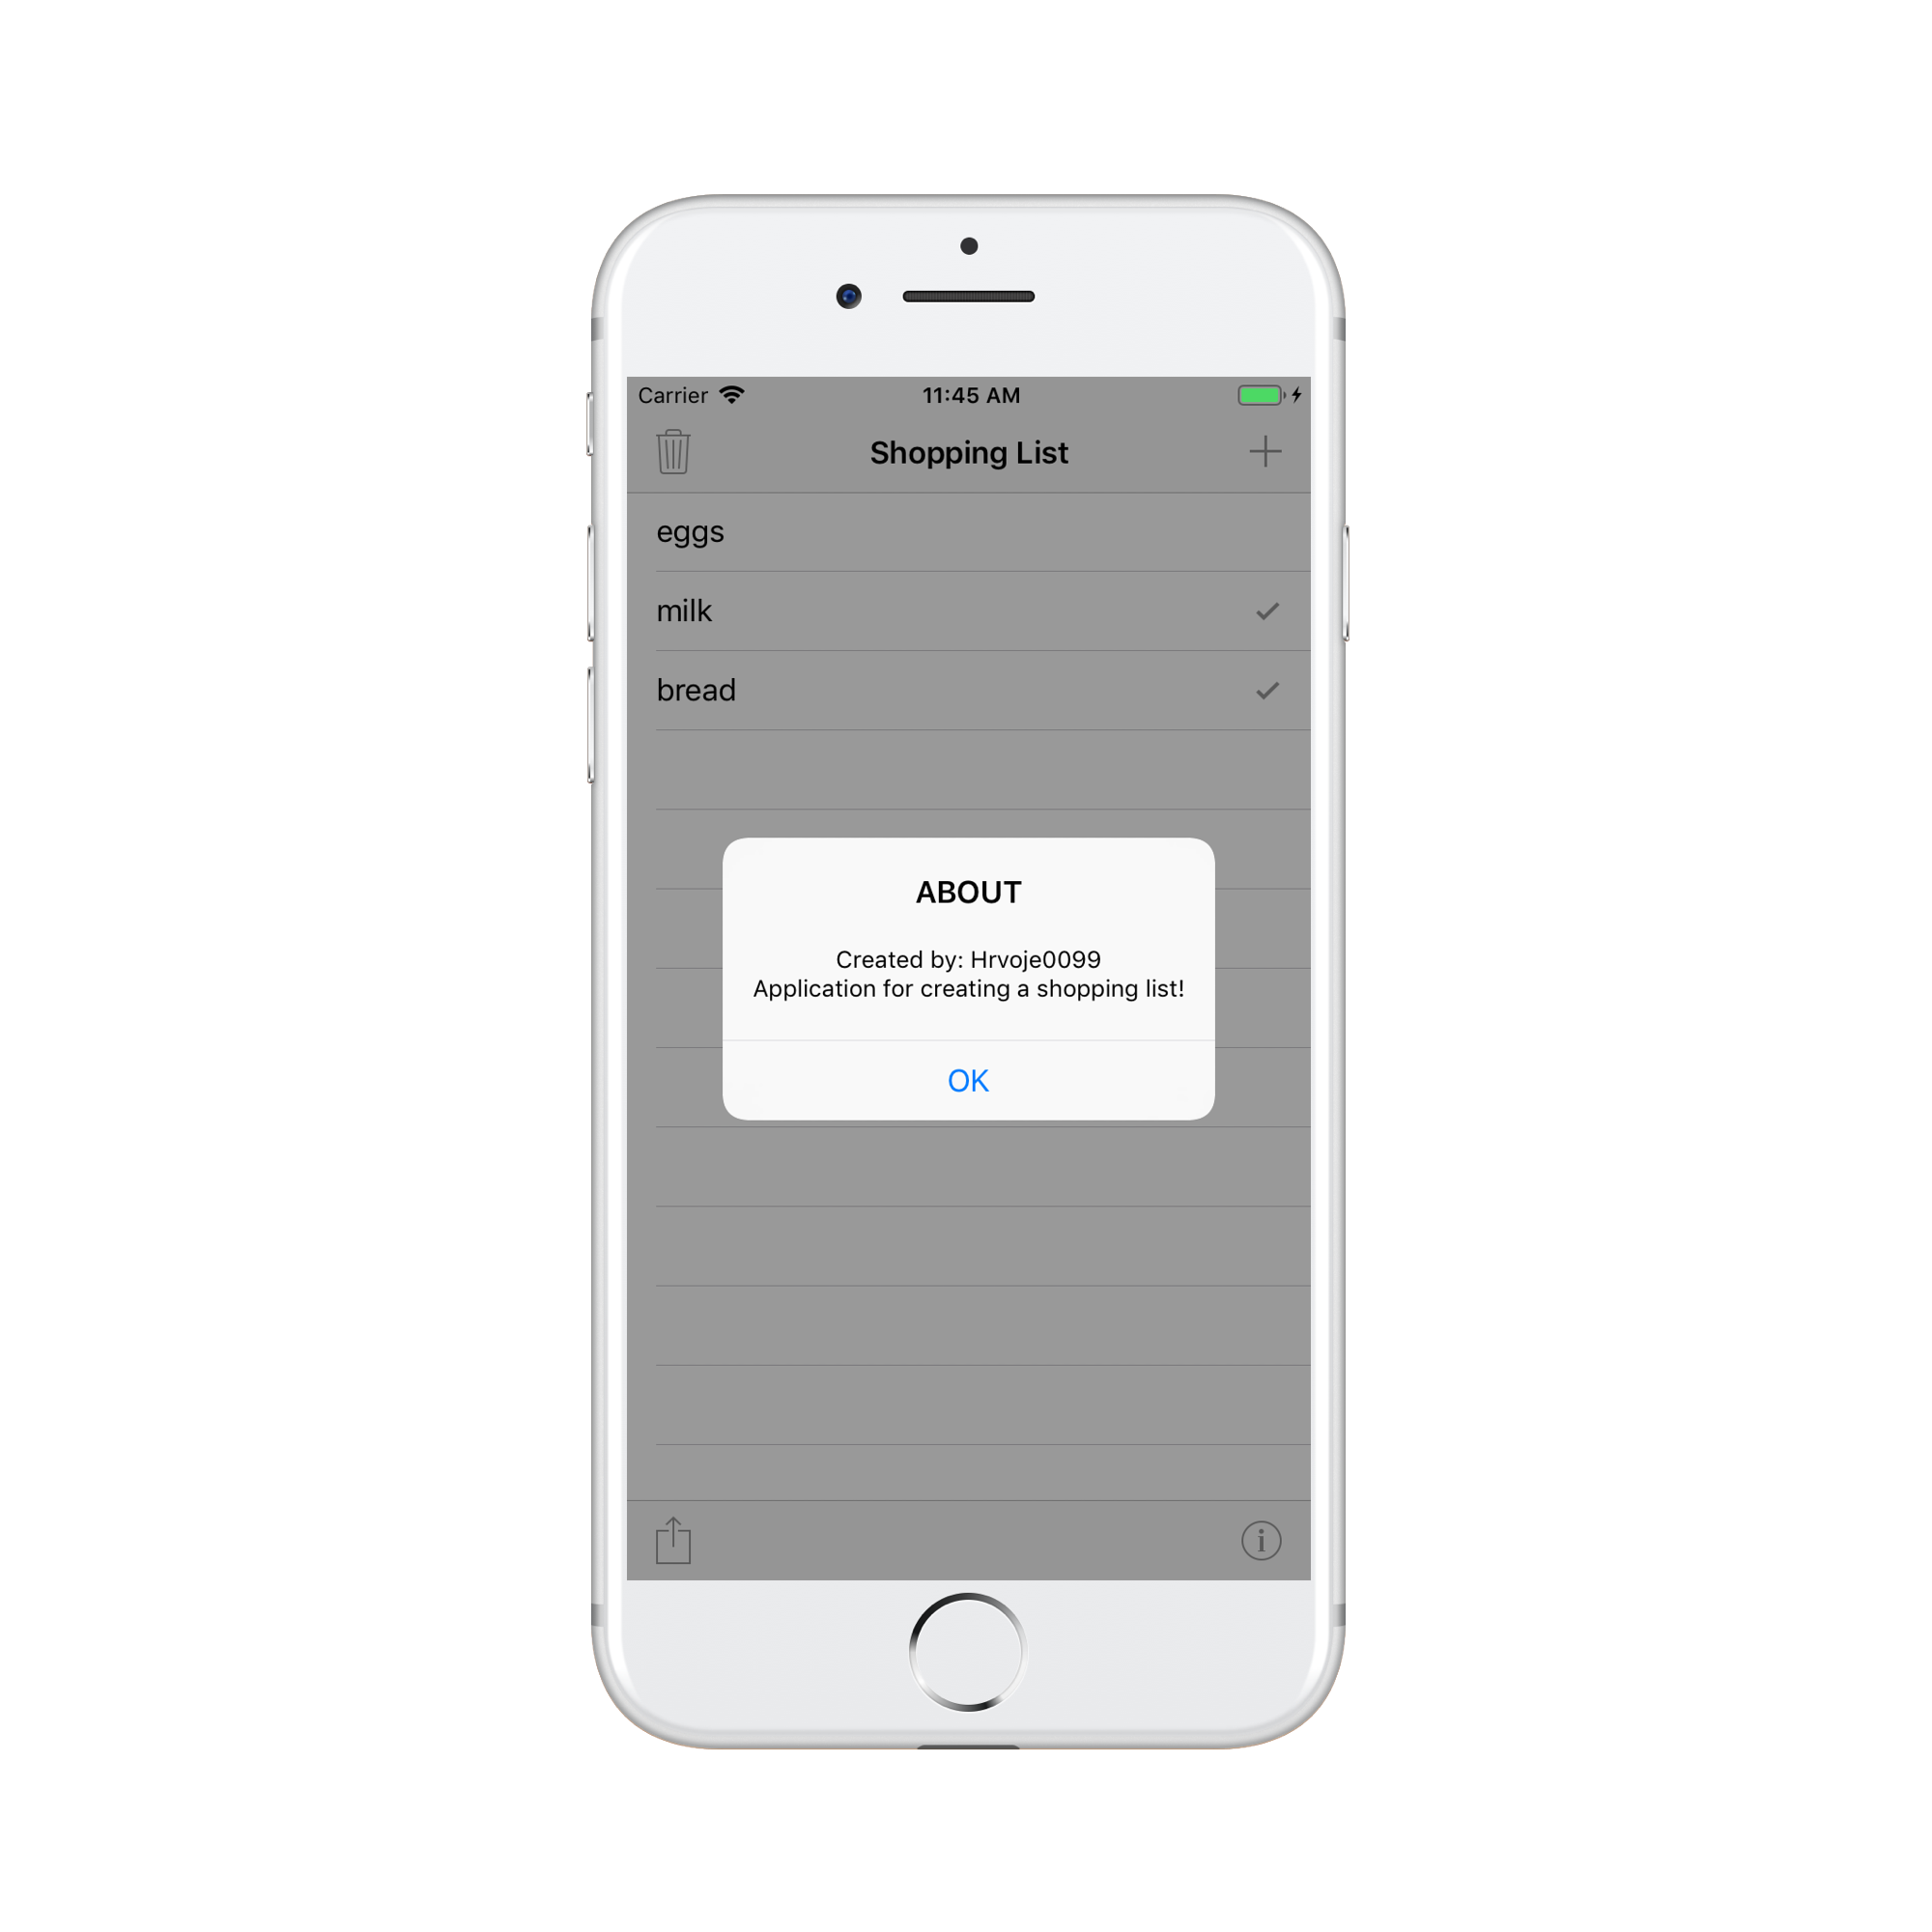 Carrier 11:45 AM
Shopping List
eggs
milk
bread
ABOUT
Created by: Hrvoje0099
Application for creating a shopping list!
OK